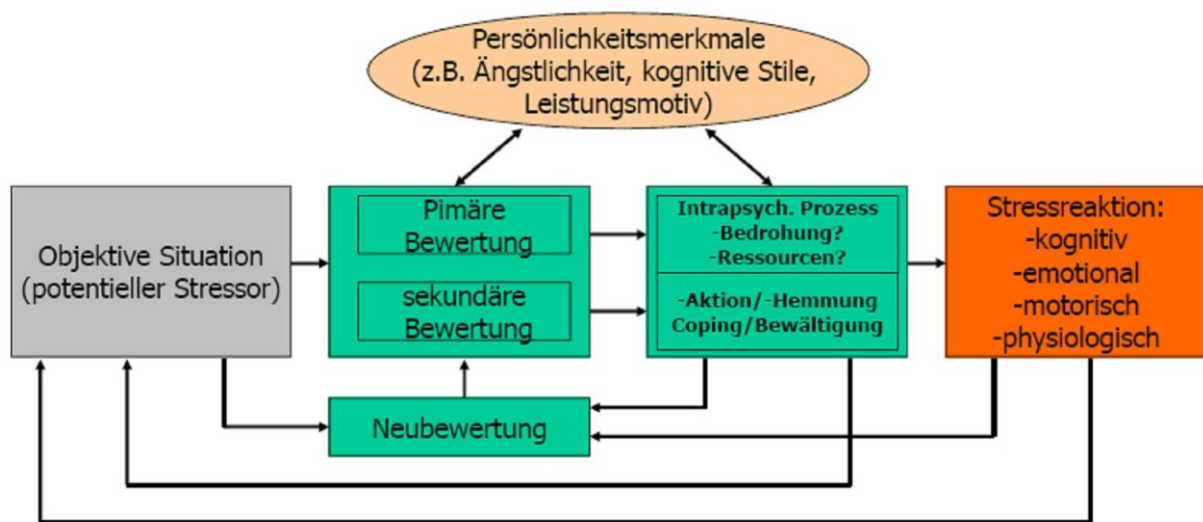 Persönlichkeitsmerkmale
(z.B. Ängstlichkeit, kognitive Stile,
Leistungsmotiv)
Objektive Situation
(potentieller Stressor)
Pimäre
Bewertung
sekundäre
Bewertung
Intrapsych. Prozess
-Bedrohung?
-Ressourcen?
-Aktion/-Hemmung
Coping/Bewältigung
Stressreaktion:
-kognitiv
-emotional
-motorisch
-physiologisch
Neubewertung